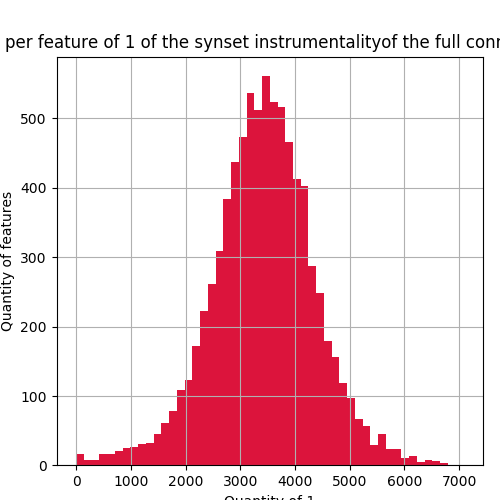 per feature of 1 of the synset instrumentalityof the full
Quantity of features
500
400
300
200
100
0
0 1000 2000 3000 4000 5000 6000 7000
Quantity of 1